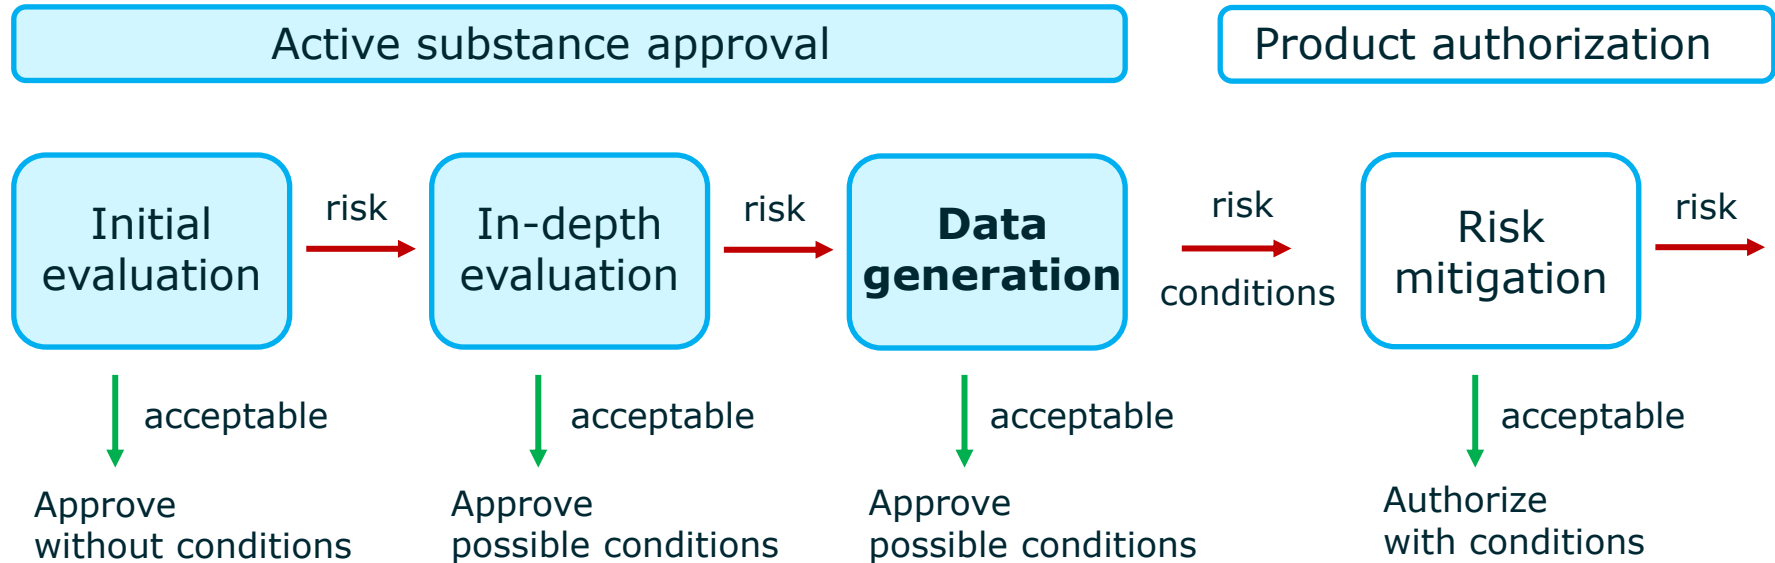 Active substance approval
Product authorization
Initial
evaluation
risk
In-depth
evaluation
risk
Data
generation
risk
conditions
Risk
mitigation
risk
acceptable
acceptable
acceptable
acceptable
Approve
without conditions
Approve
possible conditions
Approve
possible conditions
Authorize
with conditions